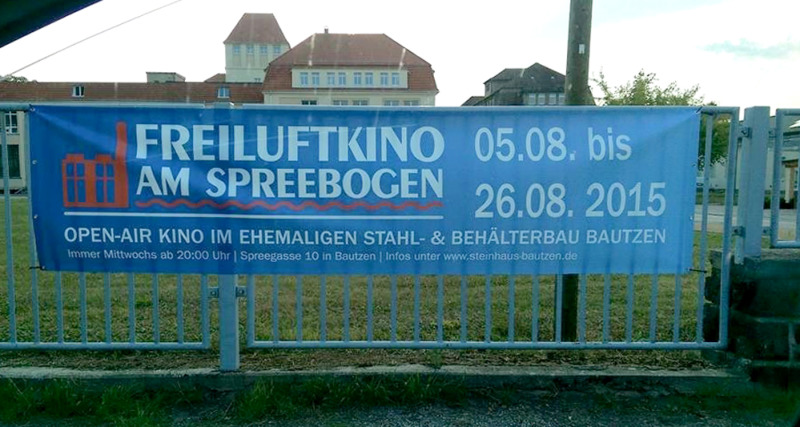 FREILUFTKINO
AM SPREEBOGEN
05.08. bis
26.08. 2015
OPEN-AIR KINO IM EHEMALIGEN STAHL- & BEHÄLTERBAU BAUTZEN
Immer Mittwochs ab 20:00 Uhr | Spreegasse 10 in Bautzen | Infos unter www.steinhaus-bautzen.de